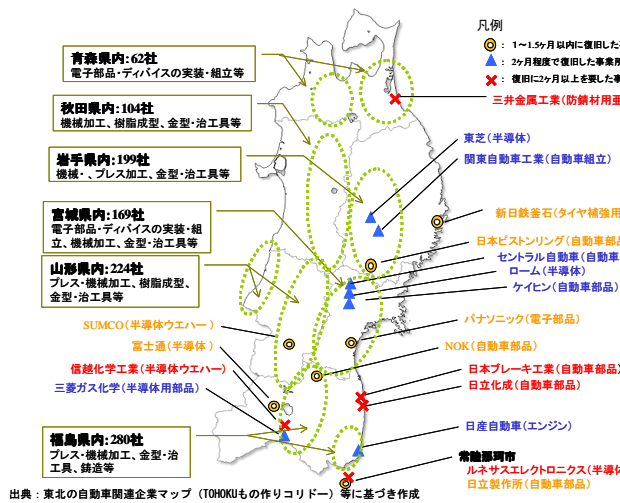 凡例
： 1～1.5ヶ月以内に復旧した
： 2ヶ月程度で復旧した事業所
： 復旧に2ヶ月以上を要した事
青森県内：62社
電子部品・ディバイスの実装・組立等
秋田県内：104社
機械加工、樹脂成型、金型・治工具等
岩手県内：199社
機械・、プレス加工、金型・治工具等
宮城県内：169社
電子部品・ディバイスの実装・組
立、機械加工、金型・治工具等
山形県内：224社
プレス・機械加工、樹脂成型、
金型・治工具等
SUMCO（半導体ウエハー）
富士通（半導体）
信越化学工業（半導体ウエハー）
三菱ガス化学（半導体用部品）
福島県内：280社
プレス・機械加工、金型・治
工具、鋳造等
三井金属工業（防錆材用亜
東芝（半導体）
関東自動車工業（自動車組立）
新日鉄釜石（タイヤ補強用
日本ピストンリング（自動車部品
セントラル自動車（自動車
ローム（半導体）
ケイヒン（自動車部品）
パナソニック（電子部品）
NOK（自動車部品）
日本ブレーキ工業（自動車部品）
日立化成（自動車部品）
日産自動車（エンジン）
常陸那珂市
ルネサスエレクトロニクス（半導体
日立製作所（自動車部品）
出典：東北の自動車関連企業マップ（TOHOKUもの作りコリドー）等に基づき作成